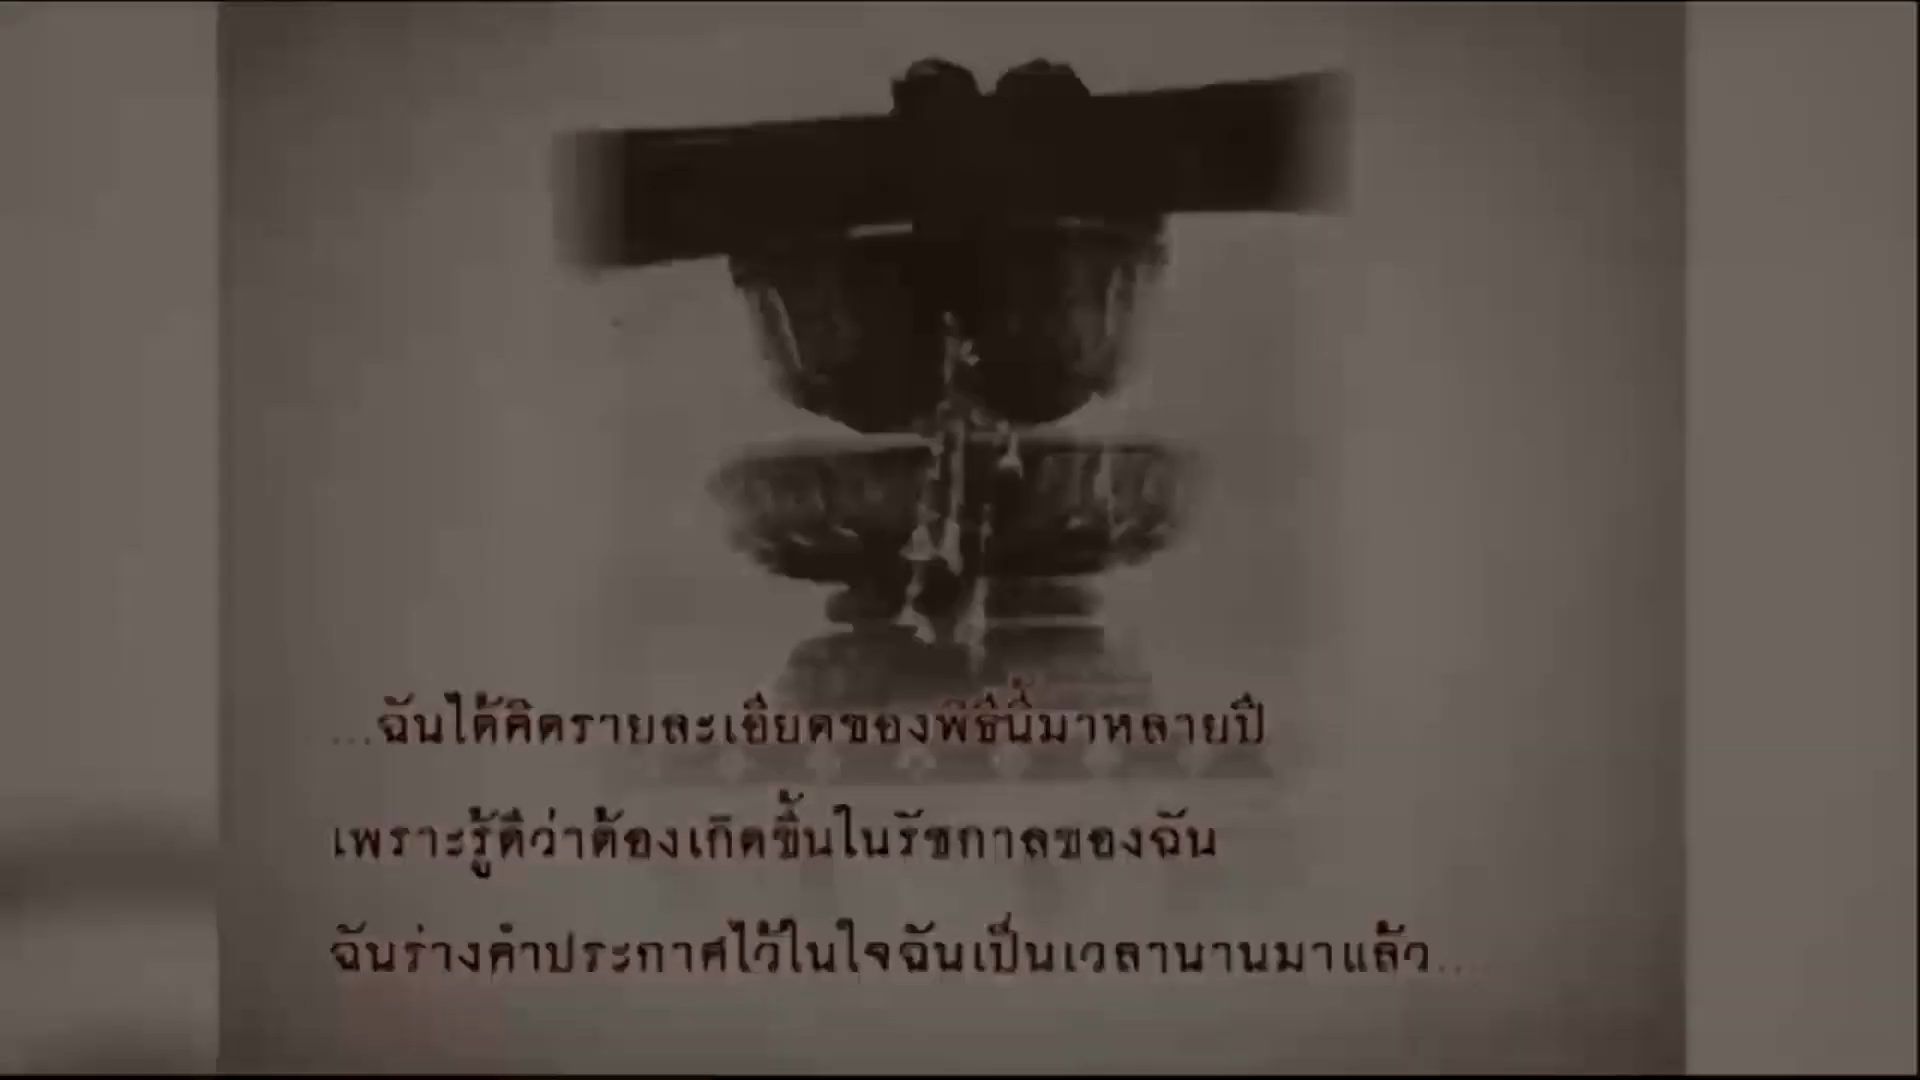 ...ฉันได้คิดรายละเอียดของพิธีนี้มาหลายปี
เพราะรู้ดีว่าต้องเกิดขึ้นในรัชกาลของฉัน
ฉันร่างคำประกาศไว้ในใจฉันเป็นเวลานานมาแล้ว...